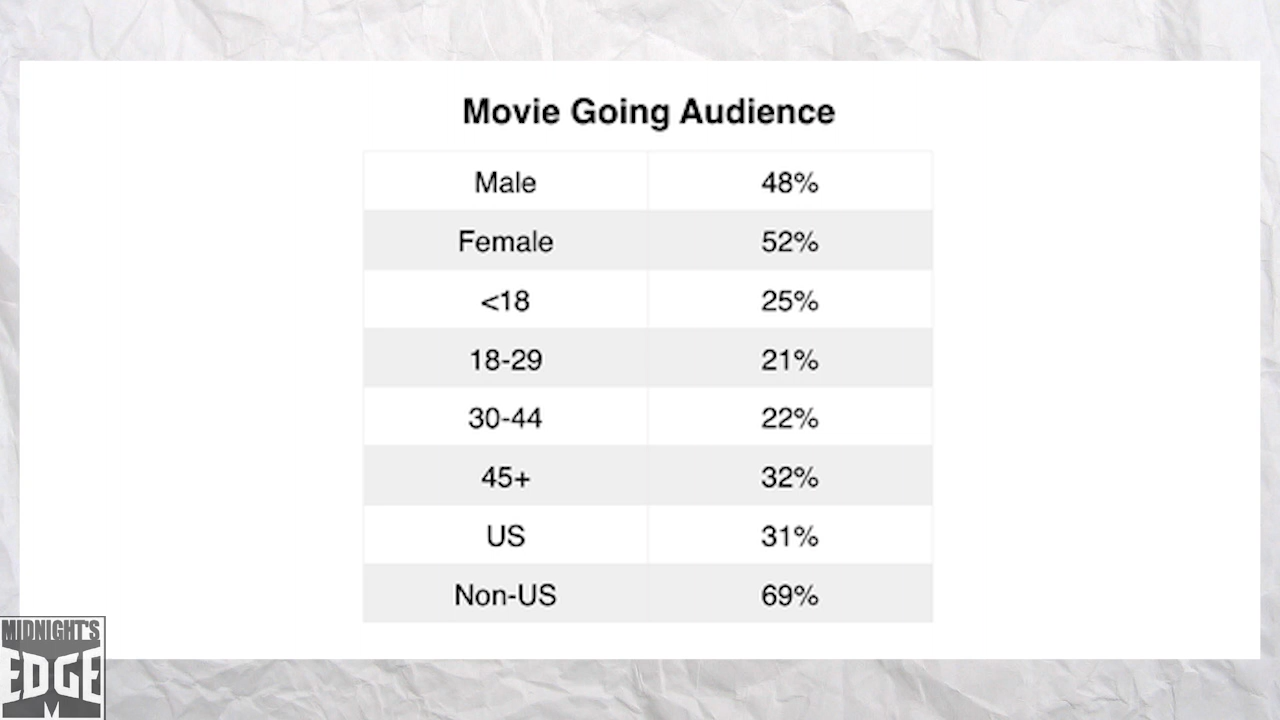 Movie Going Audience
Male 48%
Female 52%
<18 25%
18-29 21%
30-44 22%
45+ 32%
US 31%
Non-US 69%
MIDNIGHT'S
EDGE